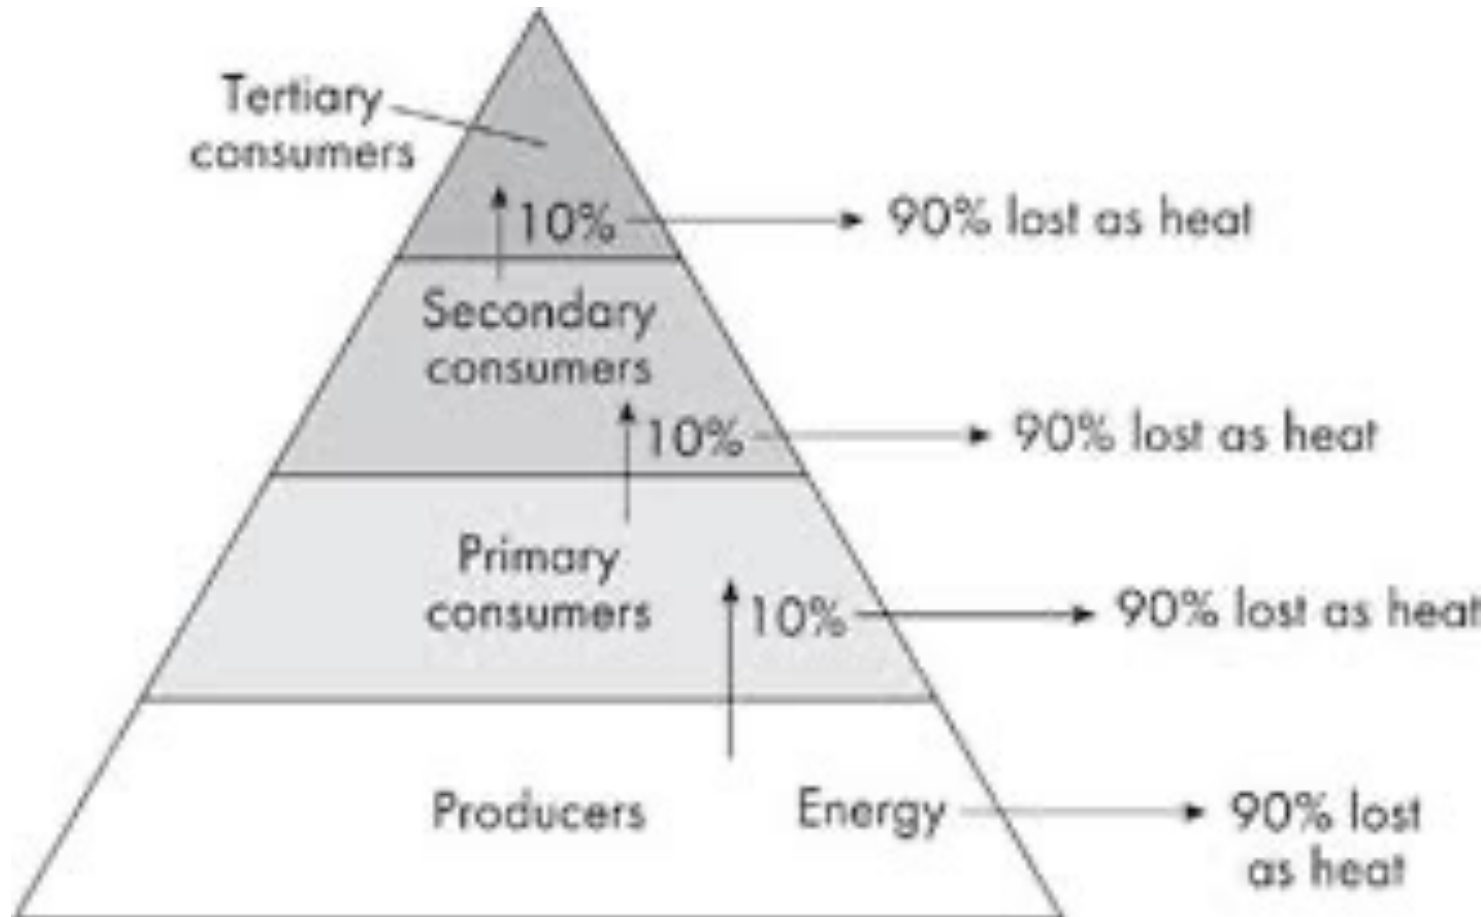 Tertiary
consumers
10%
90% lost as heat
Secondary
consumers
10%
90% lost as heat
Primary
consumers
10%
90% lost as heat
Producers
Energy
90% lost
as heat